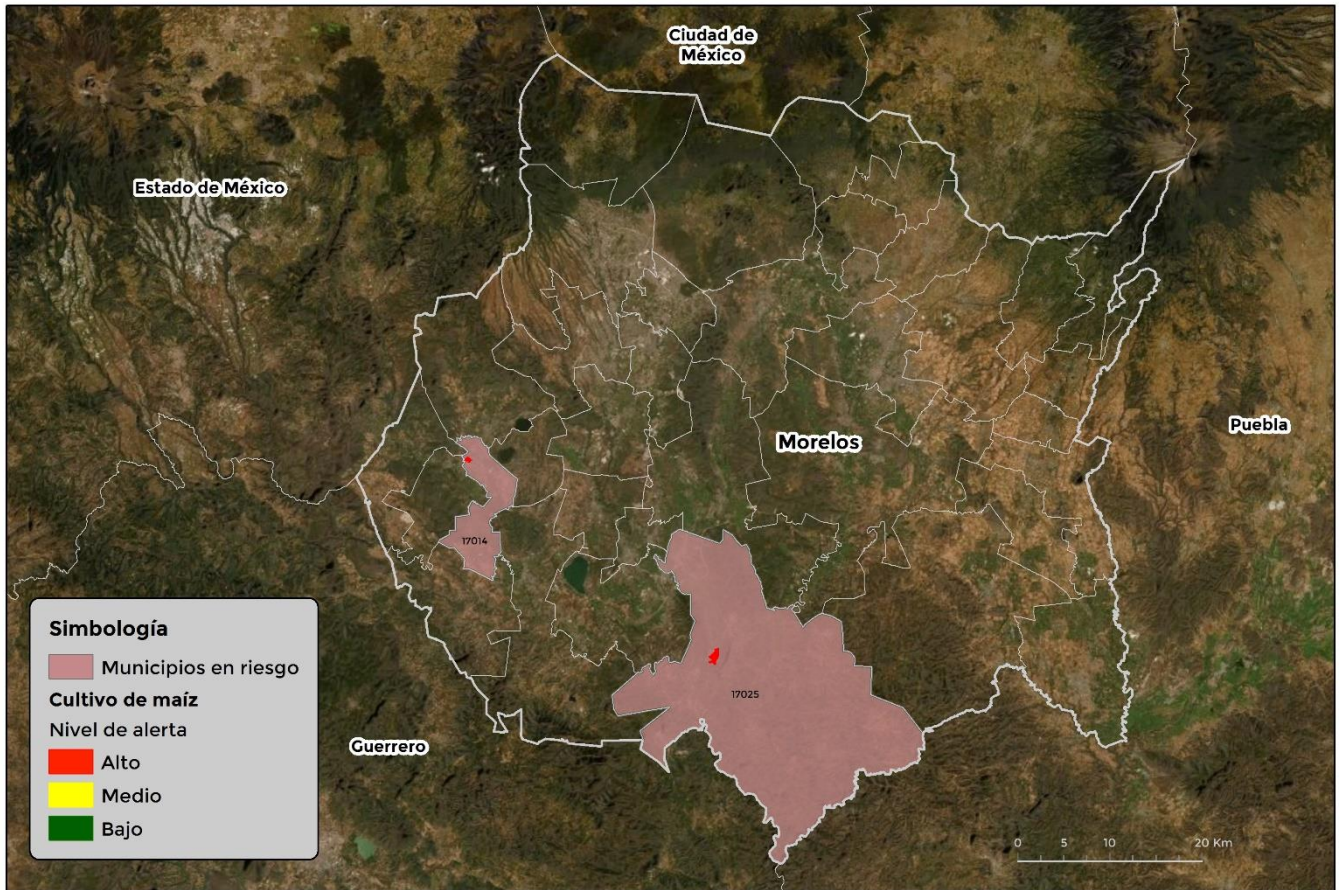 Ciudad de
México
Estado de México
Morelos
Puebla
17014
17025
Guerrero
Simbología
Municipios en riesgo
Cultivo de maíz
Nivel de alerta
Alto
Medio
Bajo
0 5 10 20 Km